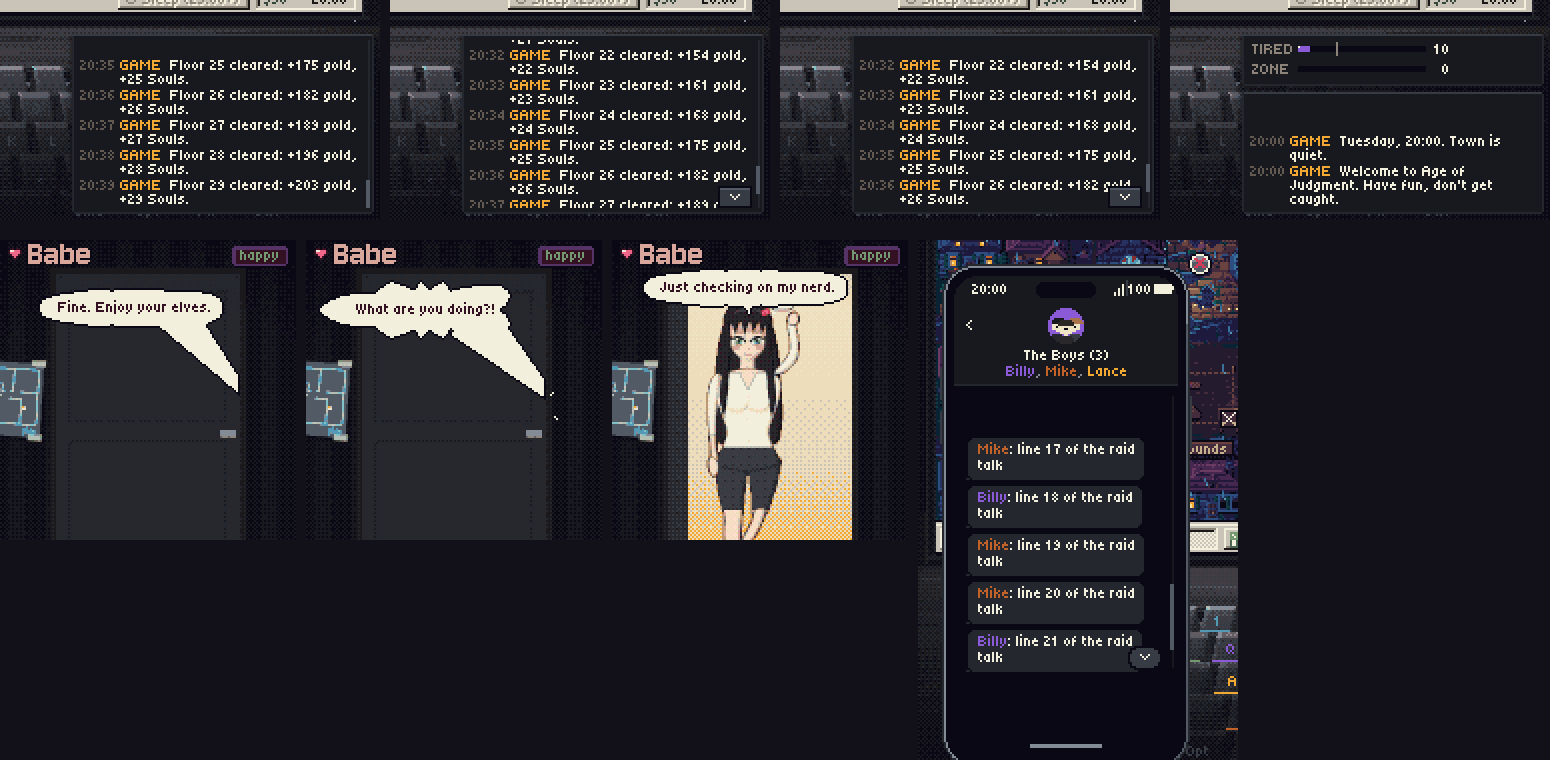 20:35 GAME Floor 25 cleared: +175 gold,
+25 Souls.
20:36 GAME Floor 26 cleared: +182 gold,
+26 Souls.
20:37 GAME Floor 27 cleared: +189 gold,
+27 Souls.
20:38 GAME Floor 28 cleared: +196 gold,
+28 Souls.
20:39 GAME Floor 29 cleared: +203 gold,
+29 Souls.
K L
20:32 GAME Floor 22 cleared: +154 gold,
+22 Souls.
20:33 GAME Floor 23 cleared: +161 gold,
+23 Souls.
20:34 GAME Floor 24 cleared: +168 gold,
+24 Souls.
20:35 GAME Floor 25 cleared: +175 gold,
+25 Souls.
20:36 GAME Floor 26 cleared: +182 gold,
+26 Souls.
20:37 GAME Floor 27 cleared: +189
20:32 GAME Floor 22 cleared: +154 gold,
+22 Souls.
20:33 GAME Floor 23 cleared: +161 gold,
+23 Souls.
20:34 GAME Floor 24 cleared: +168 gold,
+24 Souls.
20:35 GAME Floor 25 cleared: +175 gold,
+25 Souls.
20:36 GAME Floor 26 cleared: +182 gold,
+26 Souls.
TIRED 10
ZONE 0
20:00 GAME Tuesday, 20:00. Town is
quiet.
20:00 GAME Welcome to Age of
Judgment. Have fun, don't get
caught.
Babe happy
Fine. Enjoy your elves.
Babe happy
What are you doing?!
Babe happy
Just checking on my nerd.
20:00 100
The Boys (3)
Billy, Mike, Lance
Mike: line 17 of the raid
talk
Billy: line 18 of the raid
talk
Mike: line 19 of the raid
talk
Mike: line 20 of the raid
talk
Billy: line 21 of the raid
talk
1
Q
A
Opt